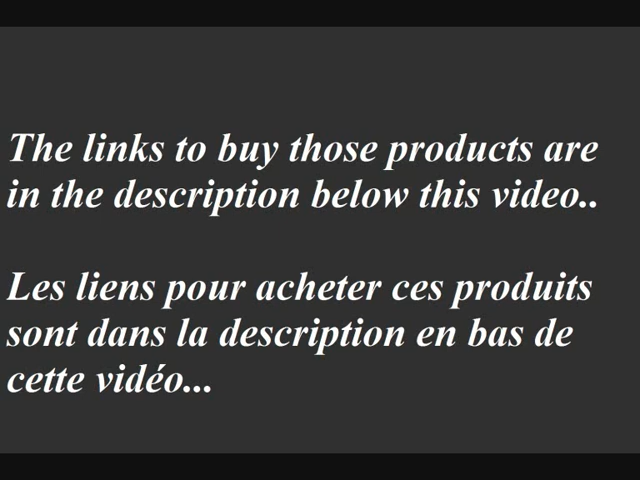 The links to buy those products are
in the description below this video..
Les liens pour acheter ces produits
sont dans la description en bas de
cette vidéo...